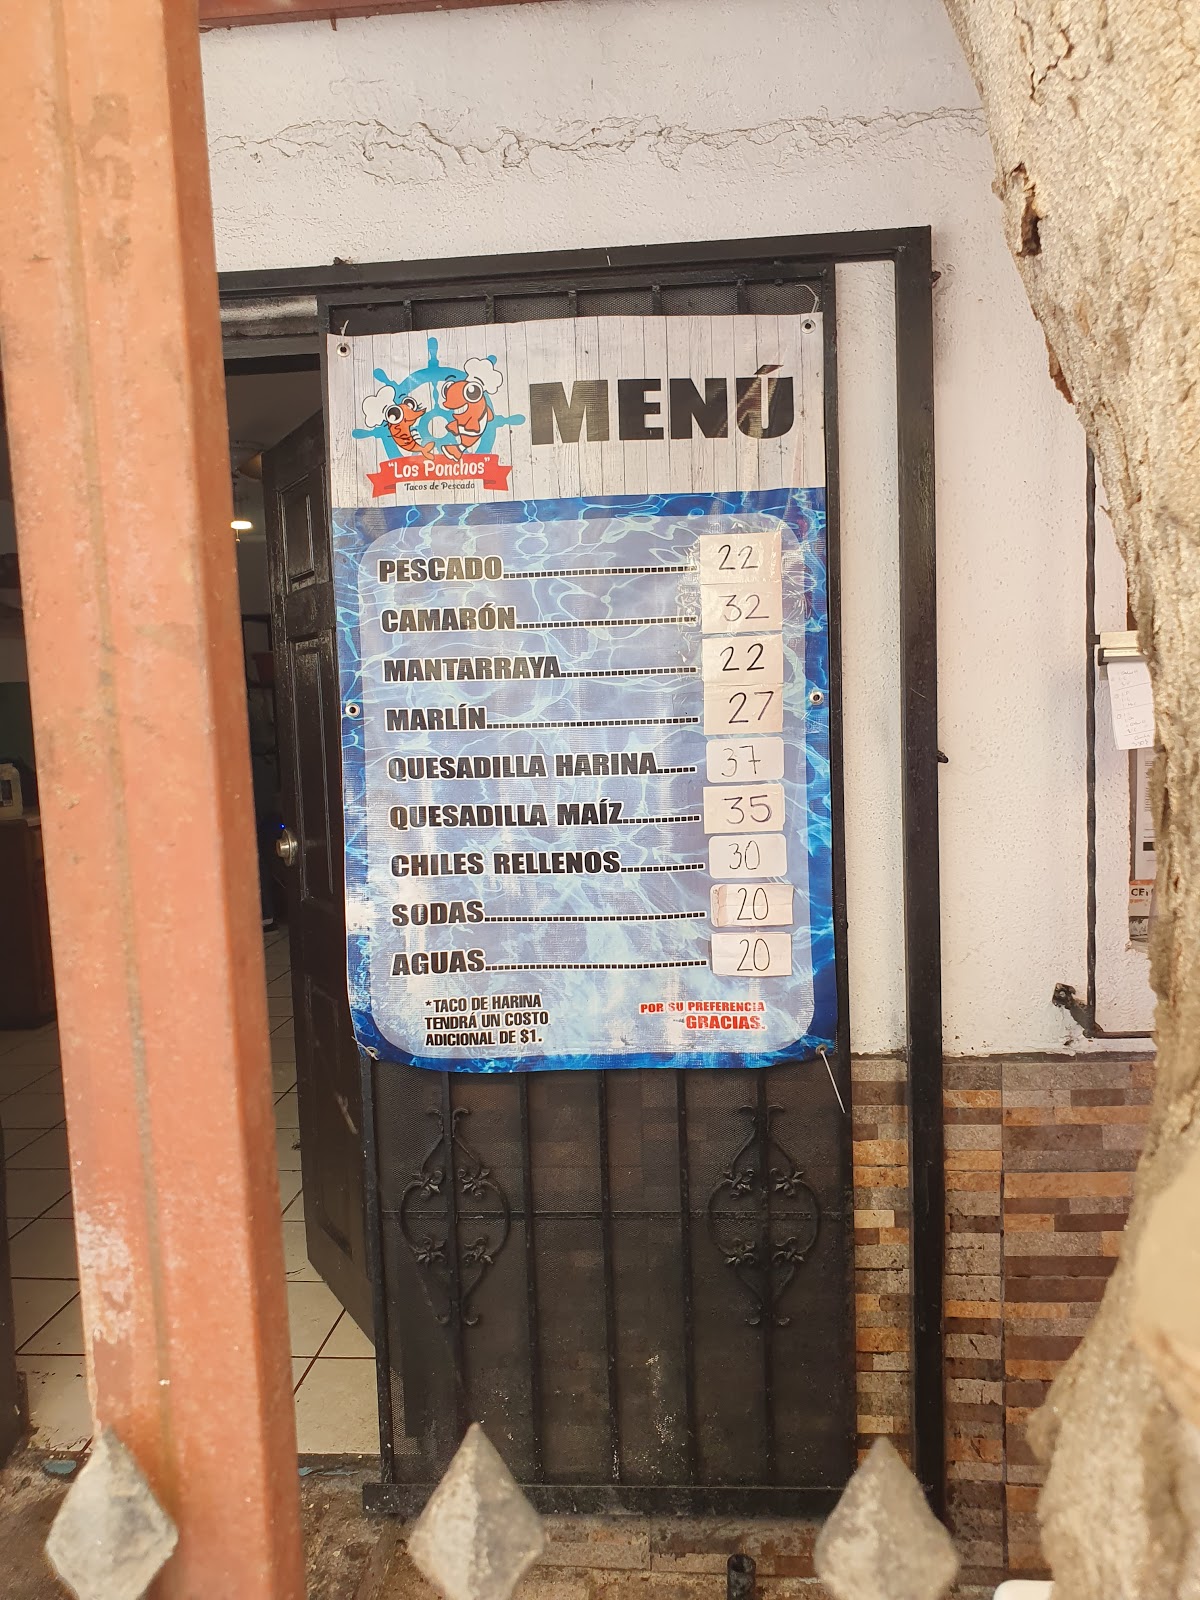 "Los Ponchos"
Tacos de Pescado
MENÚ
PESCADO 22
CAMARÓN 32
MANTARRAYA 22
MARLÍN 27
QUESADILLA HARINA 37
QUESADILLA MAÍZ 35
CHILES RELLENOS 30
SODAS 20
AGUAS 20
*TACO DE HARINA
TENDRÁ UN COSTO
ADICIONAL DE $1.
POR SU PREFERENCIA
GRACIAS.